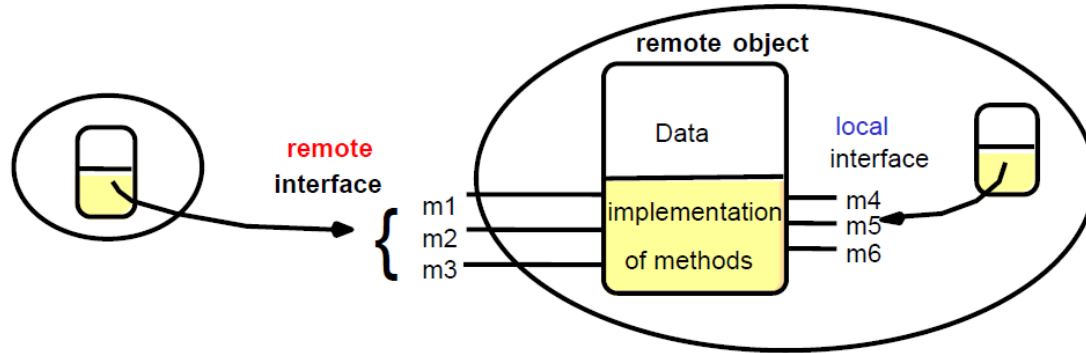 remote object
remote
interface
{
m1
m2
m3
Data
implementation
of methods
local
interface
m4
m5
m6